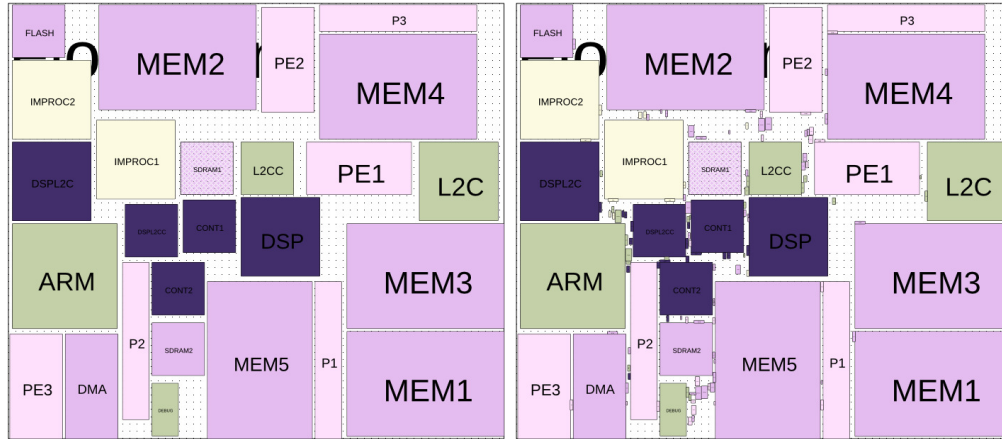 FLASH
MEM2
PE2
P3
MEM4
IMPROC2
IMPROC1
SDRAM1
L2CC
PE1
L2C
DSPL2C
DSPL2CC
CONT1
DSP
ARM
MEM3
CONT2
P2
SDRAM2
MEM5
P1
MEM1
PE3
DMA
DEBUG
FLASH
MEM2
PE2
P3
MEM4
IMPROC2
IMPROC1
SDRAM1
L2CC
PE1
L2C
DSPL2C
DSPL2CC
CONT1
DSP
ARM
MEM3
CONT2
P2
SDRAM2
MEM5
P1
MEM1
PE3
DMA
DEBUG